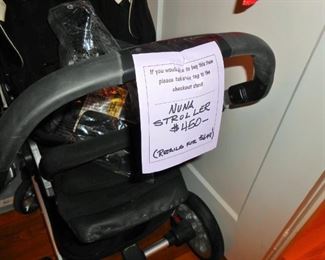 If you would like to buy this item
please take this tag to the
checkout stand
NUNA
STROLLER
$450-
(RETAILS FOR